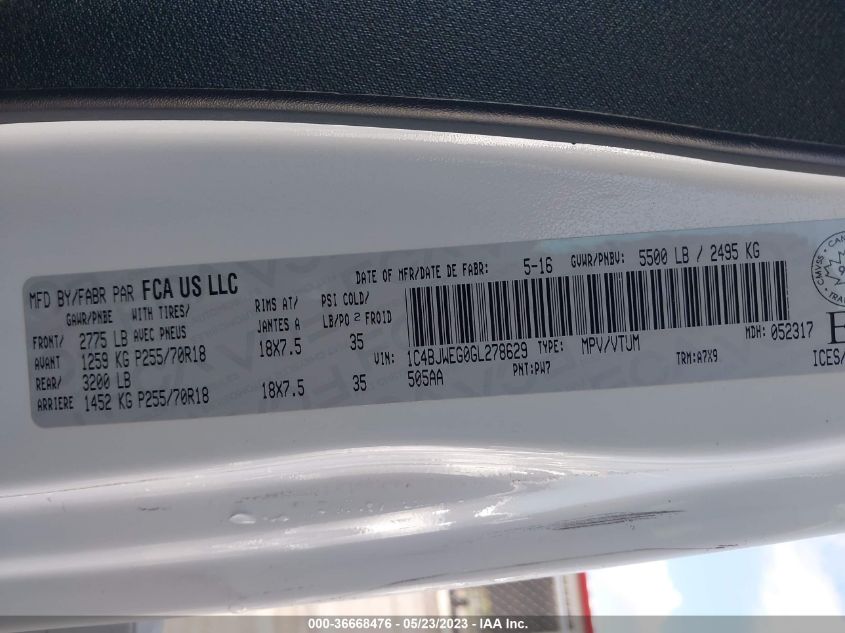 MFD BY/FABR PAR FCA US LLC
DATE OF MFR/DATE DE FABR: 5-16 GVWR/PNBV: 5500 LB / 2495 KG
GAWR/PNBE WITH TIRES/ RIMS AT/ PSI COLD/
AVEC PNEUS JANTES A LB/PO 2 FROID
FRONT/ 2775 LB
AVANT 1259 KG P255/70R18 18X7.5 35
REAR/ 3200 LB
ARRIERE 1452 KG P255/70R18 18X7.5 35
VIN: 1C4BJWEG0GL278629 TYPE: MPV/VTUM MDH: 052317
505AA PNT:PW7 TRM:A7X9
ICES/
000-36668476 - 05/23/2023 - IAA Inc.